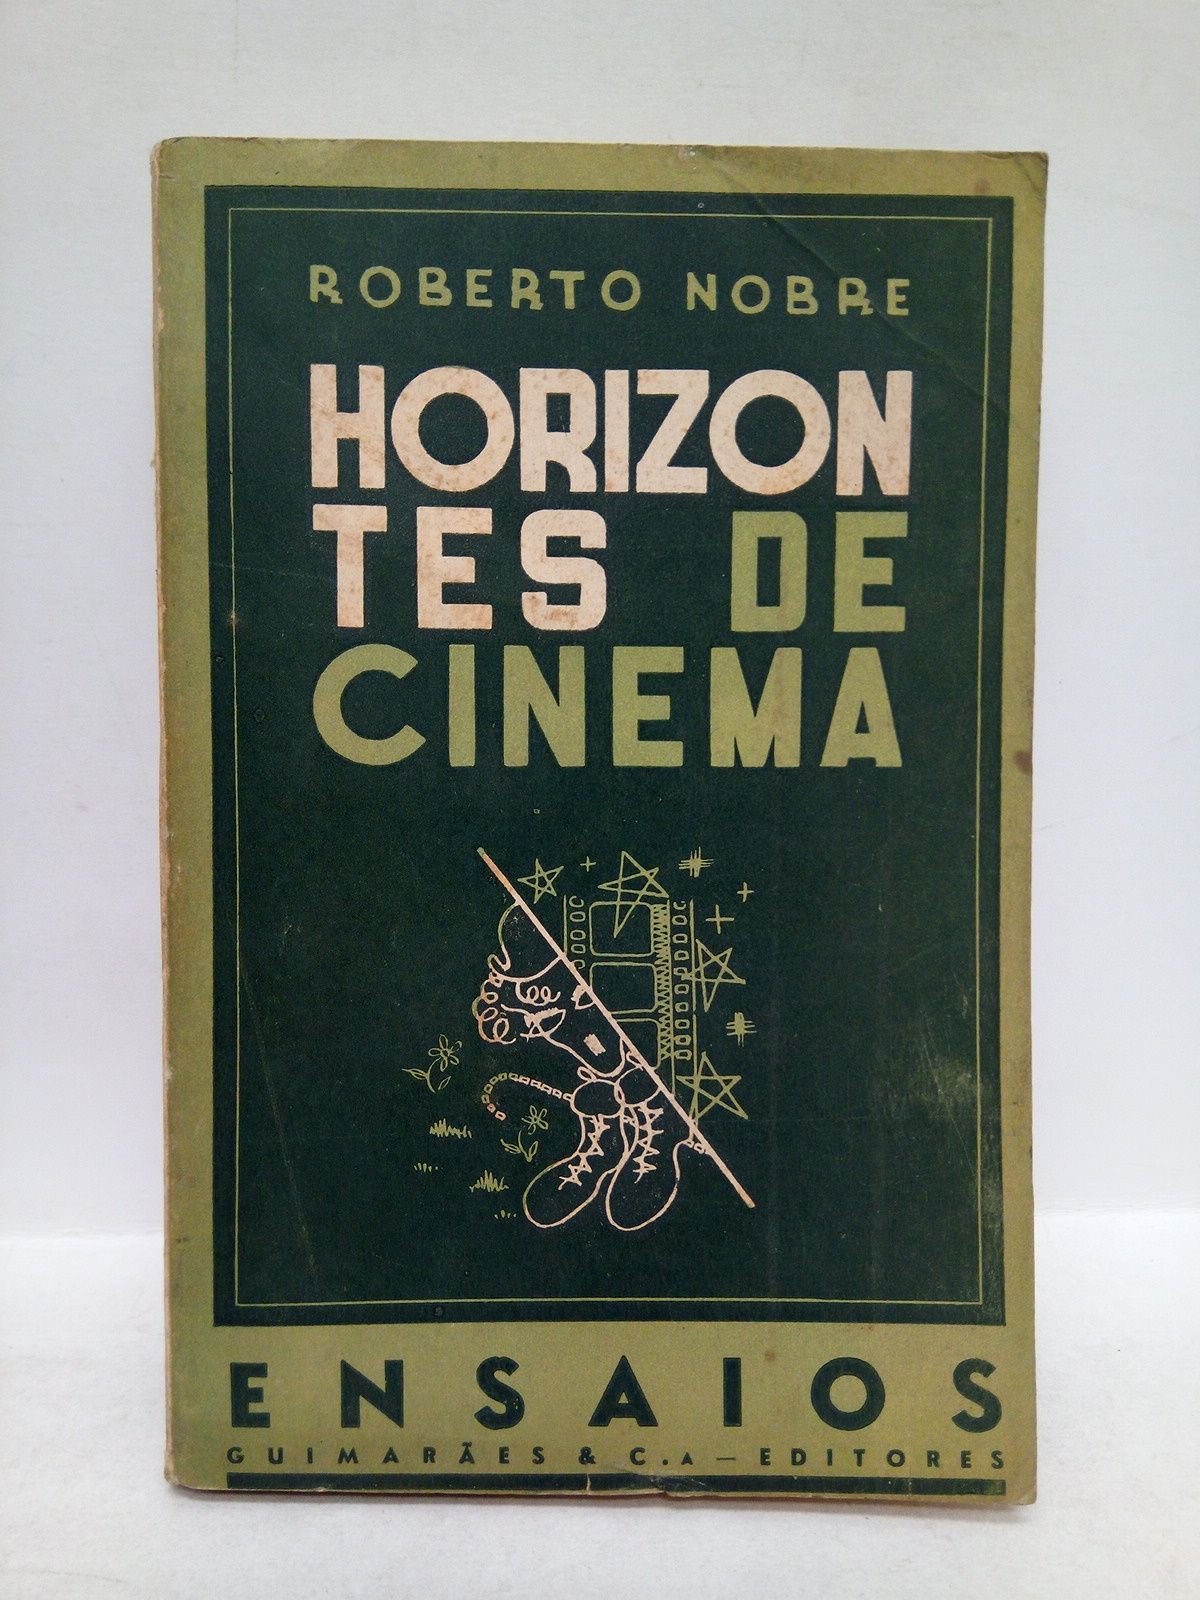 ROBERTO NOBRE
HORIZON
TES DE
CINEMA
ENSAIOS
GUIMARÃES & C.A — EDITORES